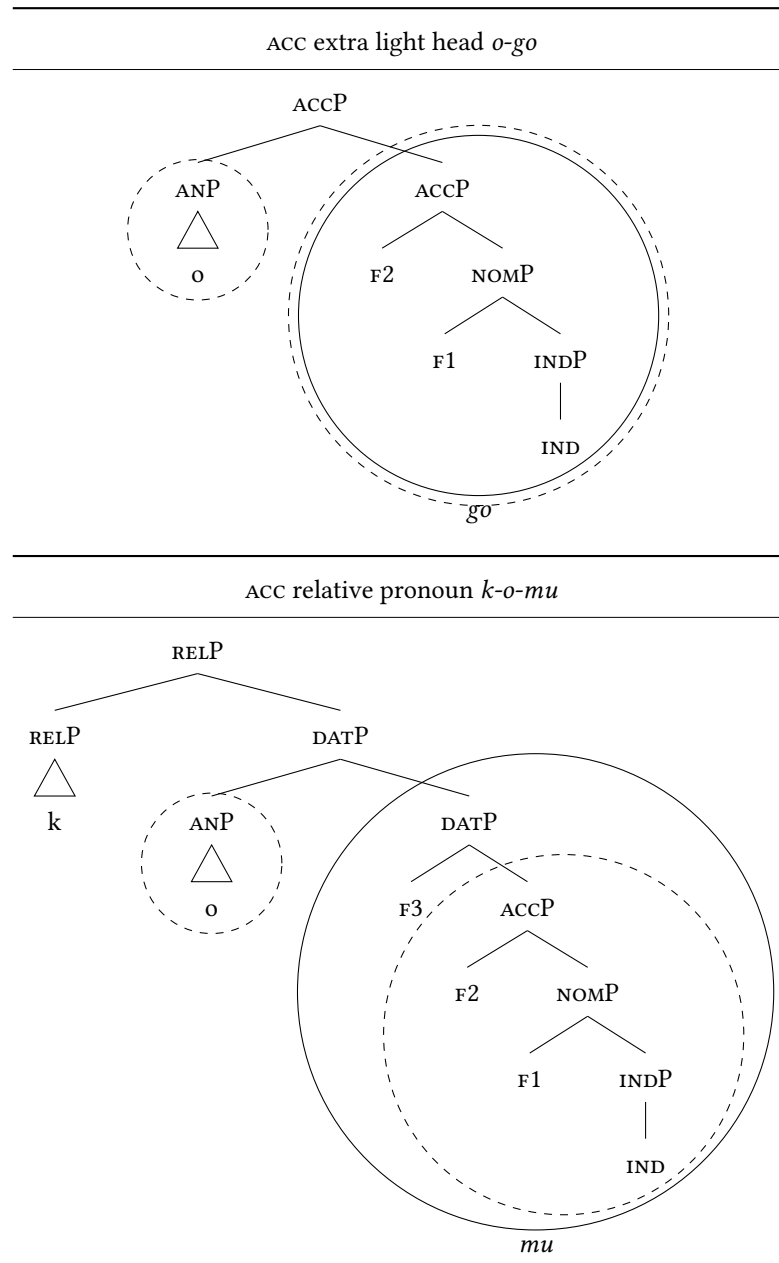 ACC extra light head o-go
ACCP
ANP ACCP
o F2 NOMP
F1 INDP
IND
go
ACC relative pronoun k-o-mu
RELP
RELP DATP
k ANP DATP
o F3 ACCP
F2 NOMP
F1 INDP
IND
mu